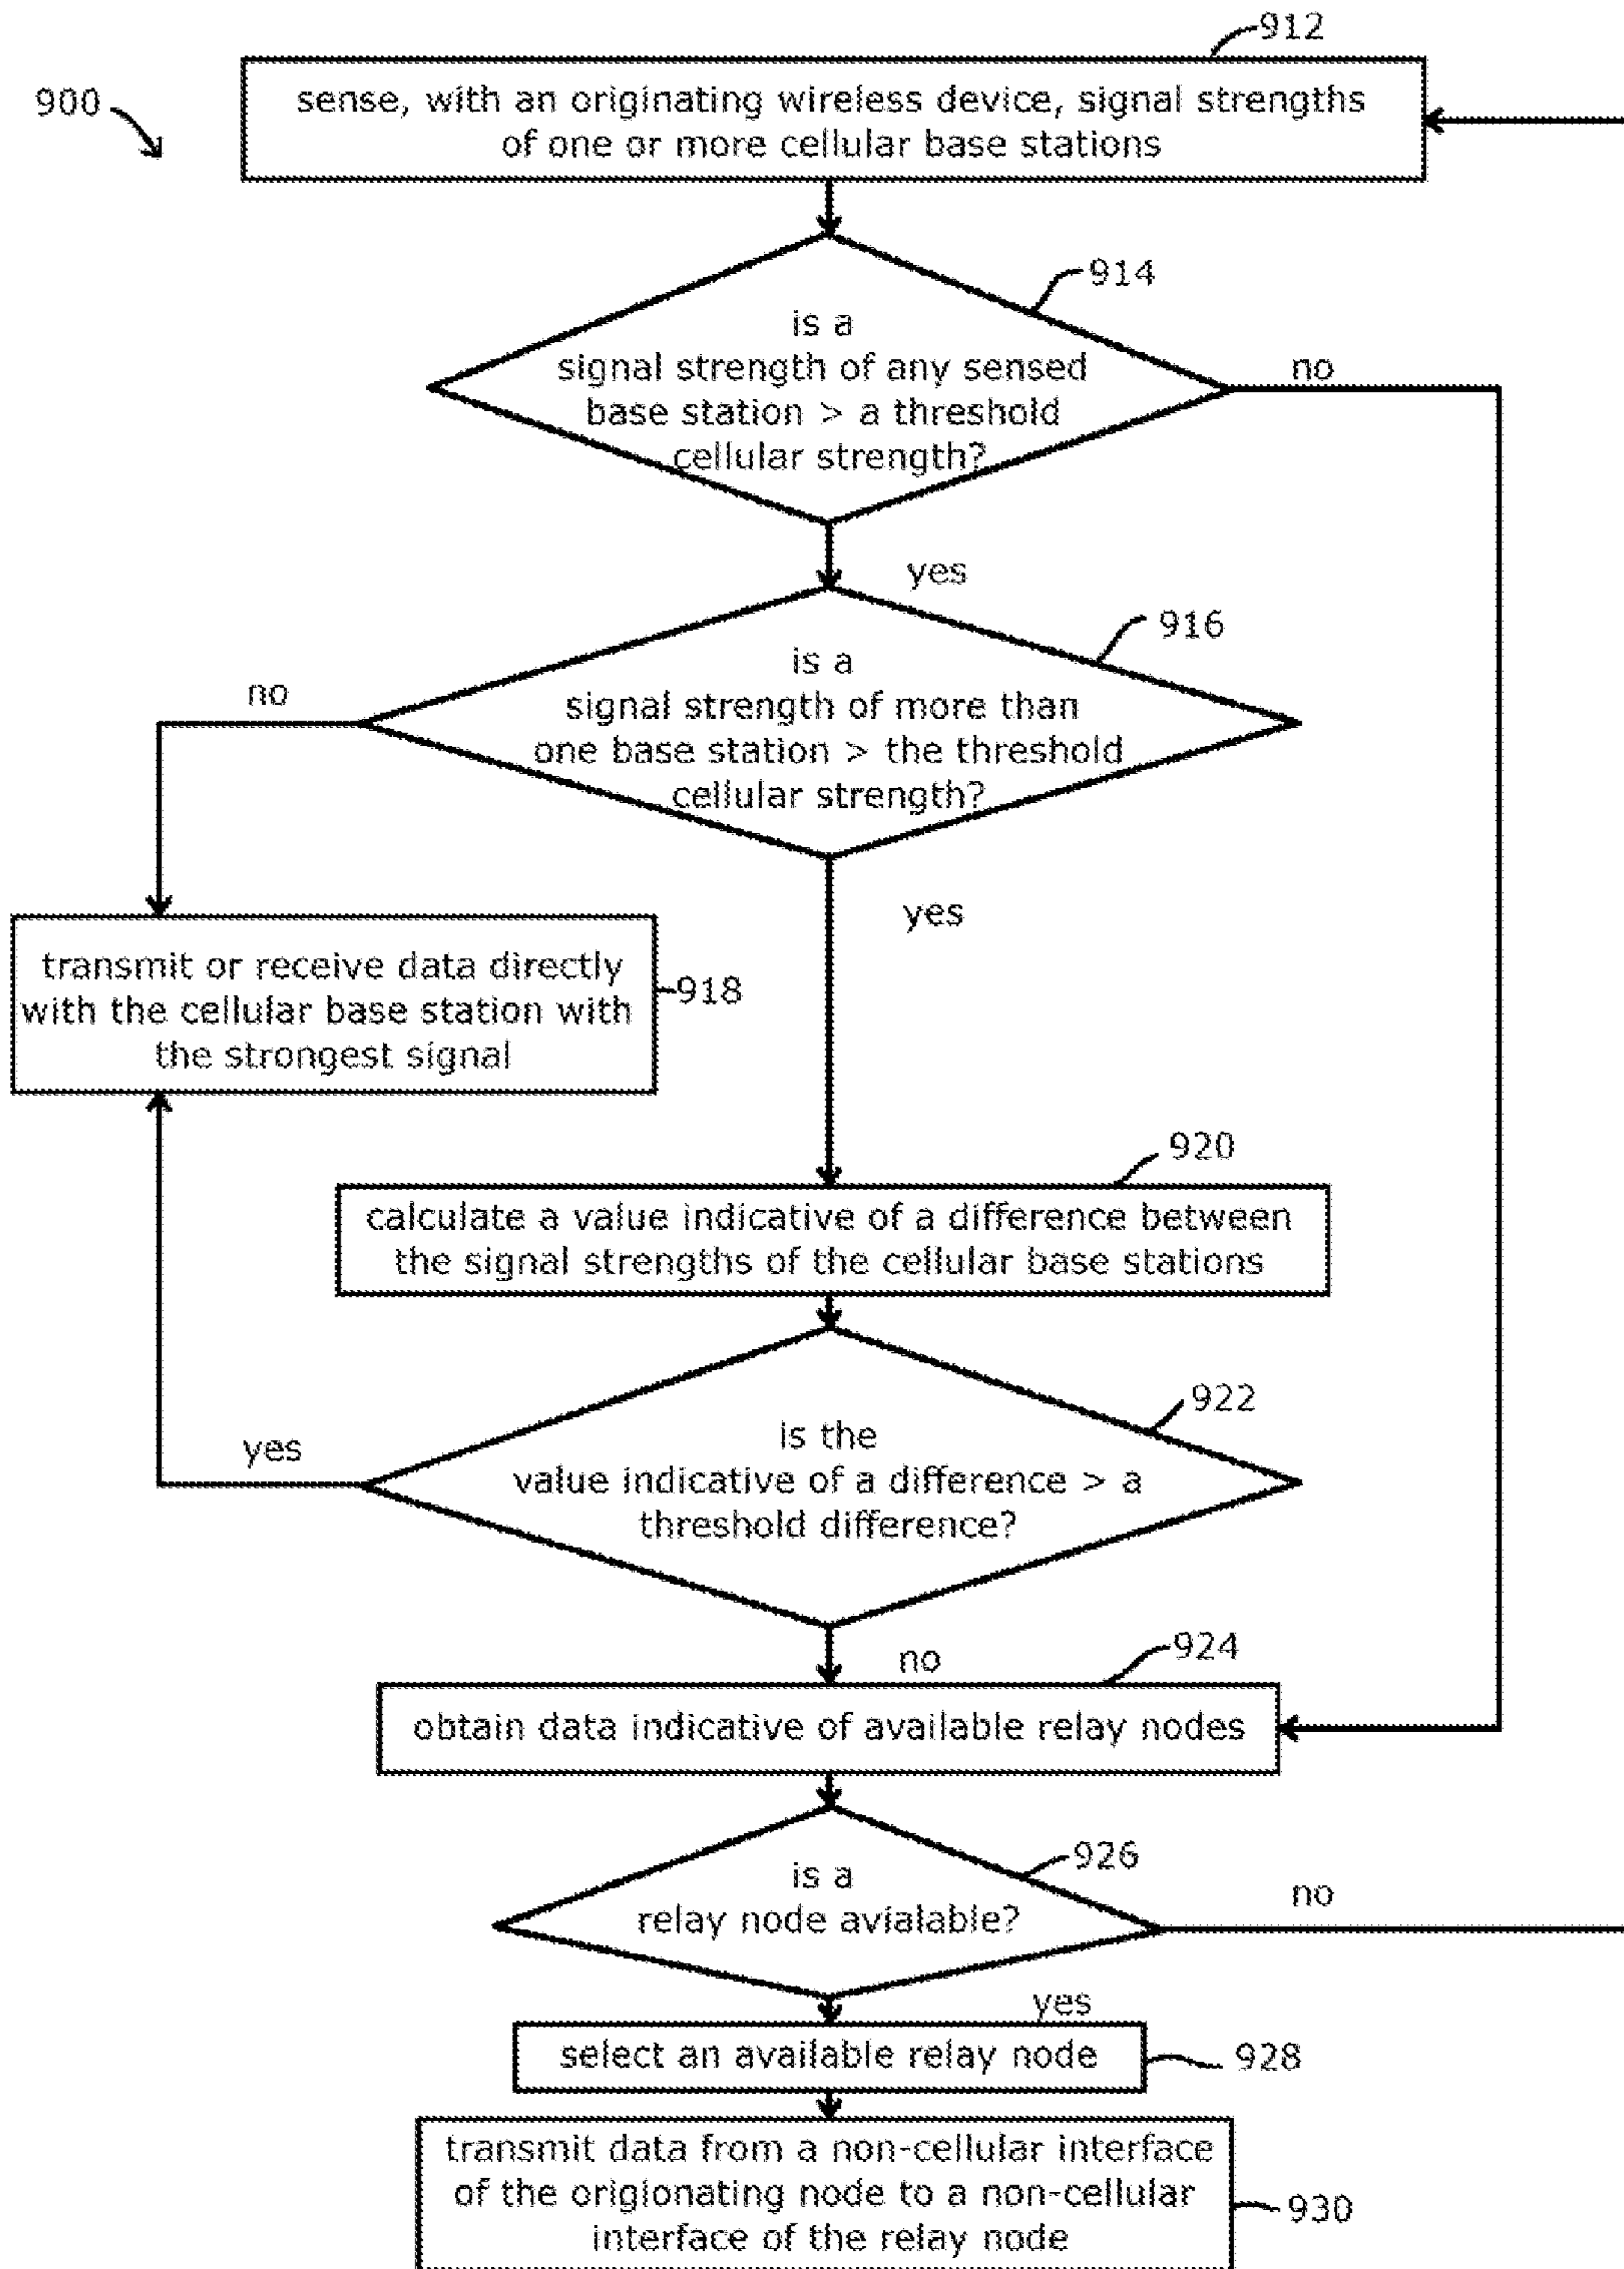 912
900
sense, with an originating wireless device, signal strengths
of one or more cellular base stations
914
is a
signal strength of any sensed
base station > a threshold
cellular strength?
no
yes
916
is a
signal strength of more than
one base station > the threshold
cellular strength?
no
yes
transmit or receive data directly
with the cellular base station with
the strongest signal
918
920
calculate a value indicative of a difference between
the signal strengths of the cellular base stations
922
is the
value indicative of a difference > a
threshold difference?
yes
no
924
obtain data indicative of available relay nodes
926
is a
relay node avialable?
no
yes
select an available relay node
928
transmit data from a non-cellular interface
of the origionating node to a non-cellular
interface of the relay node
930